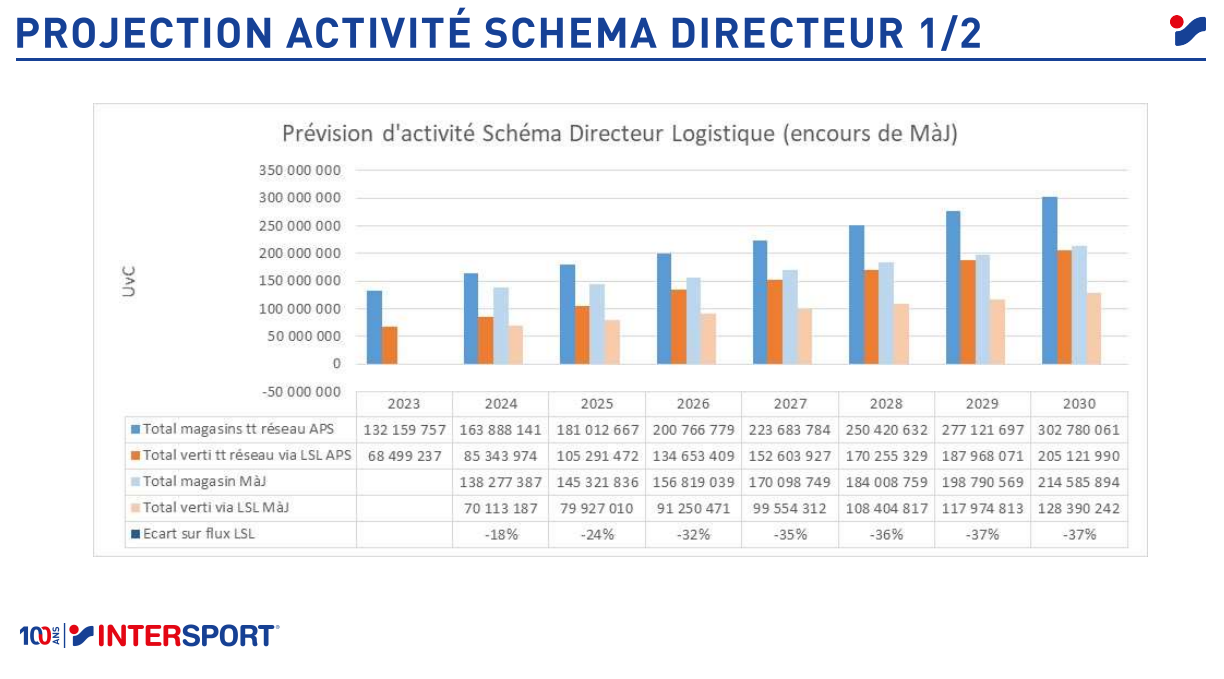 PROJECTION ACTIVITÉ SCHEMA DIRECTEUR 1/2
Prévision d'activité Schéma Directeur Logistique (encours de MàJ)
350 000 000
300 000 000
250 000 000
200 000 000
150 000 000
100 000 000
50 000 000
0
-50 000 000
UvC
2023 2024 2025 2026 2027 2028 2029 2030
Total magasins tt réseau APS 132 159 757 163 888 141 181 012 667 200 766 779 223 683 784 250 420 632 277 121 697 302 780 061
Total verti tt réseau via LSL APS 68 499 237 85 343 974 105 291 472 134 653 409 152 603 927 170 255 329 187 968 071 205 121 990
Total magasin MàJ 138 277 387 145 321 836 156 819 039 170 098 749 184 008 759 198 790 569 214 585 894
Total verti via LSL MàJ 70 113 187 79 927 010 91 250 471 99 554 312 108 404 817 117 974 813 128 390 242
Ecart sur flux LSL -18% -24% -32% -35% -36% -37% -37%
100 ANS INTERSPORT